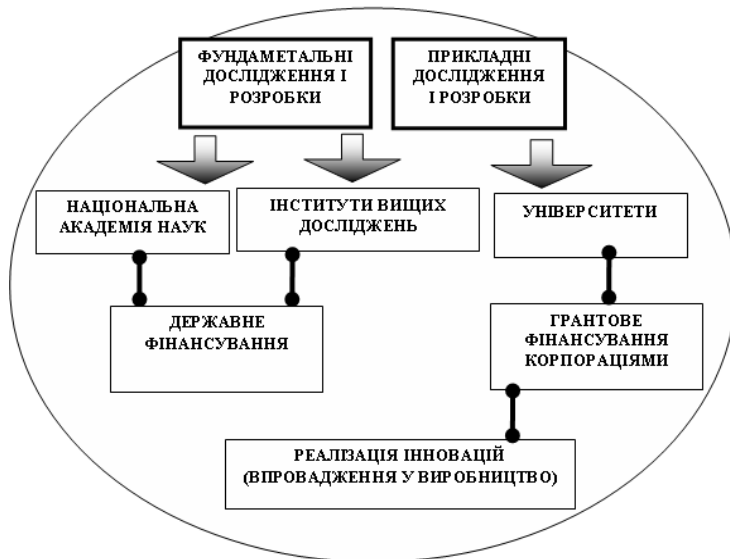 ФУНДАМЕТАЛЬНІ
ДОСЛІДЖЕННЯ І
РОЗРОБКИ
ПРИКЛАДНІ
ДОСЛІДЖЕННЯ
І РОЗРОБКИ
НАЦІОНАЛЬНА
АКАДЕМІЯ НАУК
ІНСТИТУТИ ВИЩИХ
ДОСЛІДЖЕНЬ
УНІВЕРСИТЕТИ
ДЕРЖАВНЕ
ФІНАНСУВАННЯ
ГРАНТОВЕ
ФІНАНСУВАННЯ
КОРПОРАЦІЯМИ
РЕАЛІЗАЦІЯ ІННОВАЦІЙ
(ВПРОВАДЖЕННЯ У ВИРОБНИЦТВО)